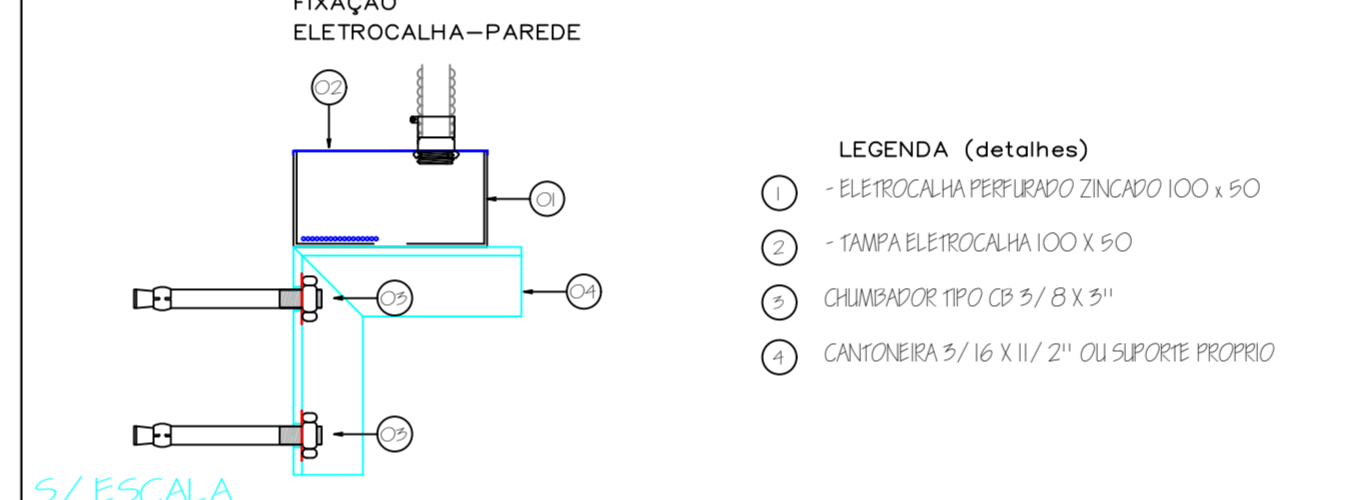 FIXAÇÃO
ELETROCALHA-PAREDE
02
01
03
04
03
S/ ESCALA
LEGENDA (detalhes)
1 - ELETROCALHA PERFURADO ZINCADO 100 x 50
2 - TAMPA ELETROCALHA 100 X 50
3 CHUMBADOR TIPO CB 3/8 X 3"
4 CANTONEIRA 3/16 X 11/2" OU SUPORTE PROPRIO